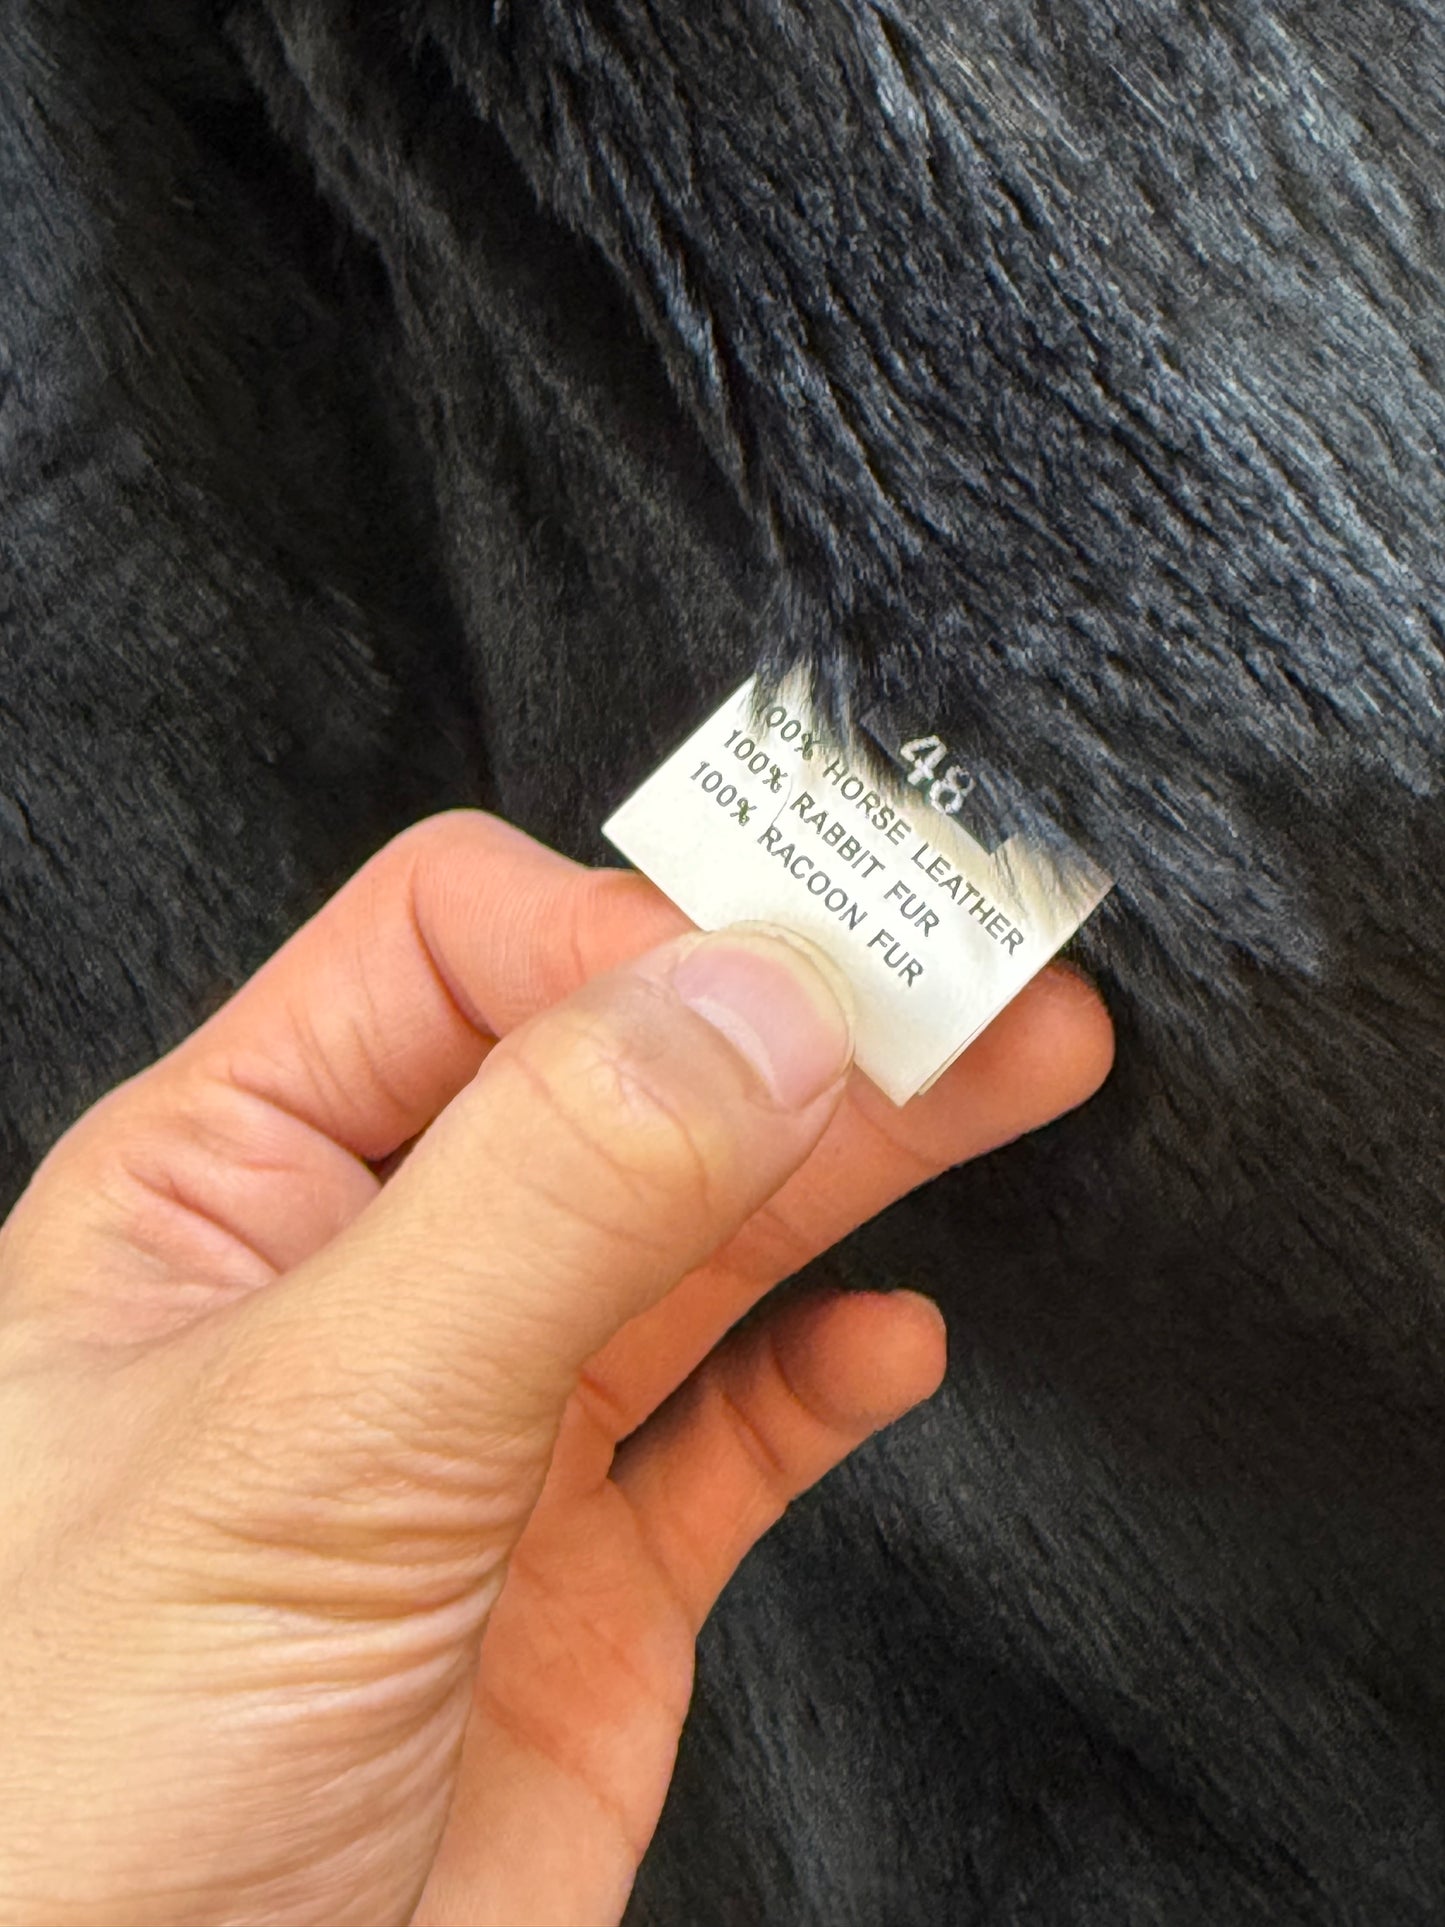 48
100% HORSE LEATHER
100% RABBIT FUR
100% RACOON FUR